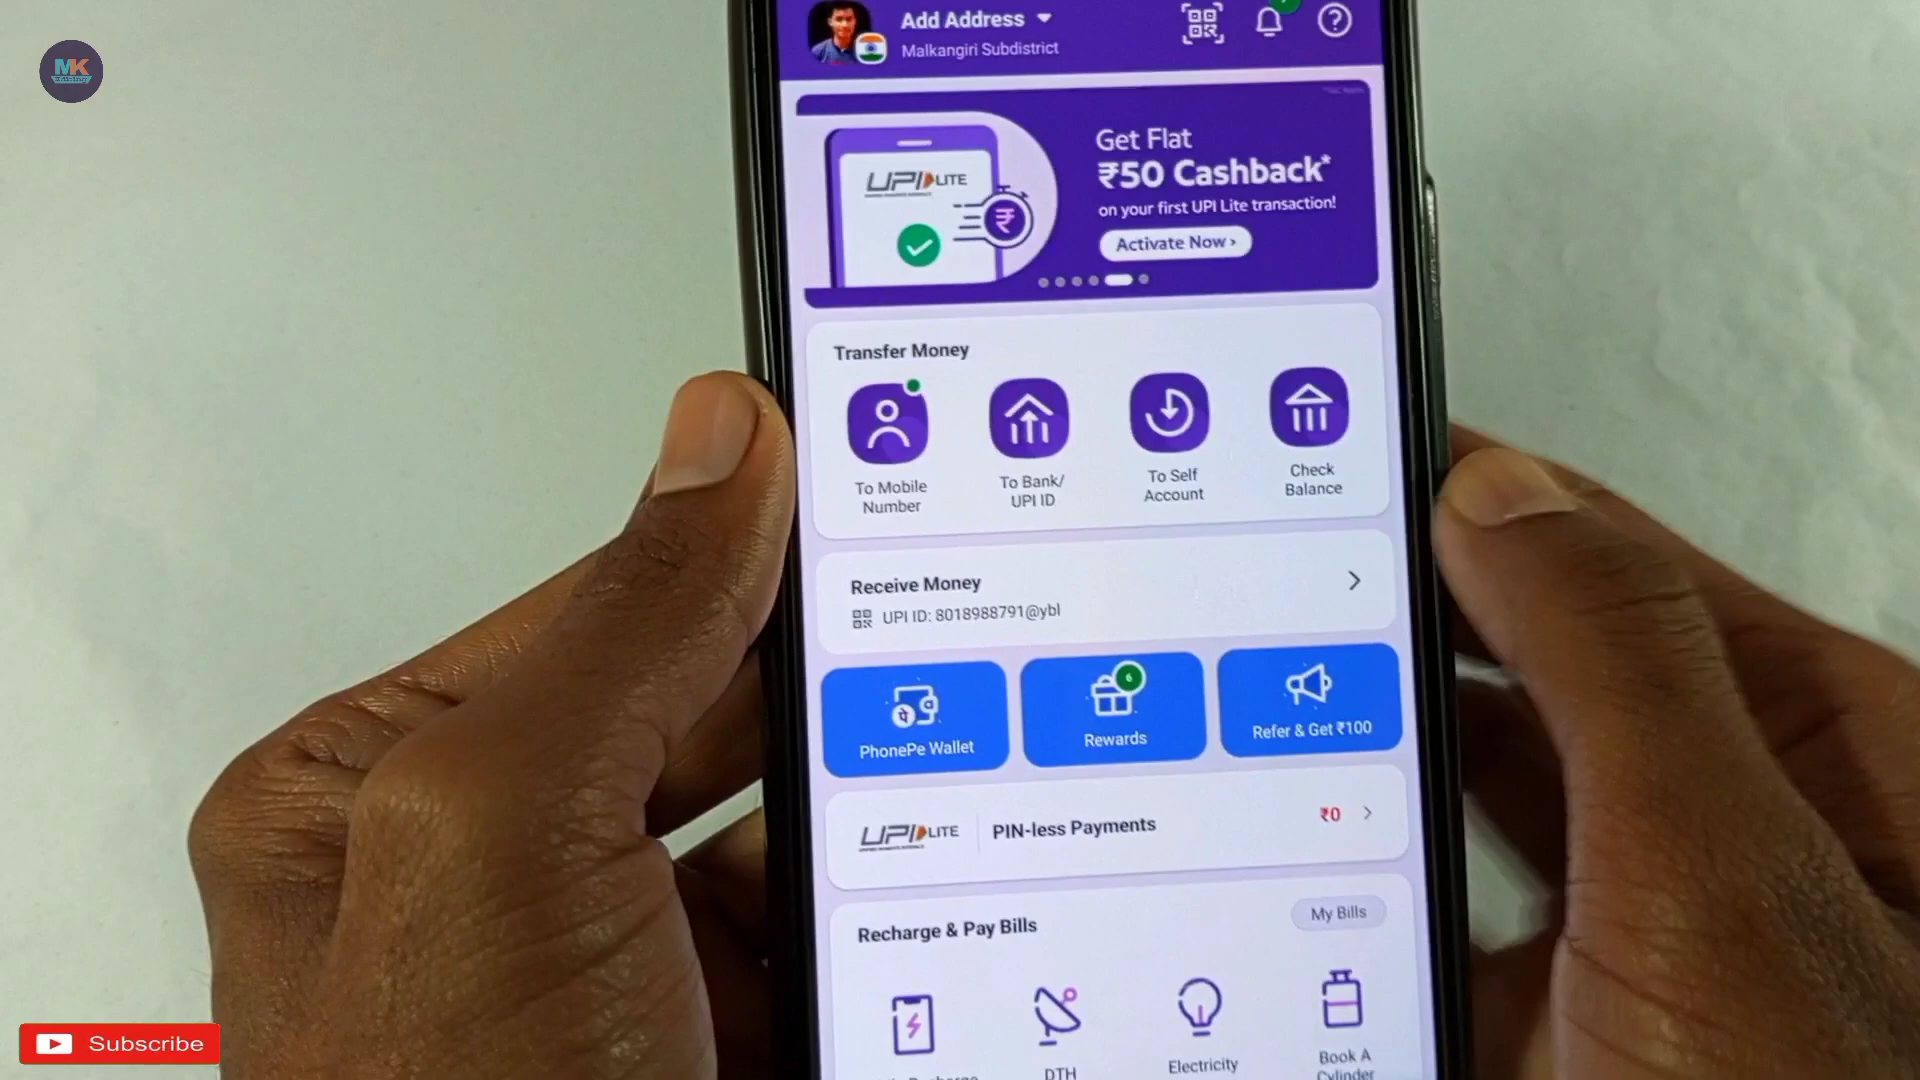 MK
Add Address
Malkangiri Subdistrict
Get Flat
₹50 Cashback*
on your first UPI Lite transaction!
Activate Now ›
UPI LITE
Transfer Money
To Mobile
Number
To Bank/
UPI ID
To Self
Account
Check
Balance
Receive Money
UPI ID: 8018988791@ybl
PhonePe Wallet
6
Rewards
Refer & Get ₹100
UPI LITE
PIN-less Payments
₹0
Recharge & Pay Bills
My Bills
DTH
Electricity
Book A
Cylinder
Subscribe